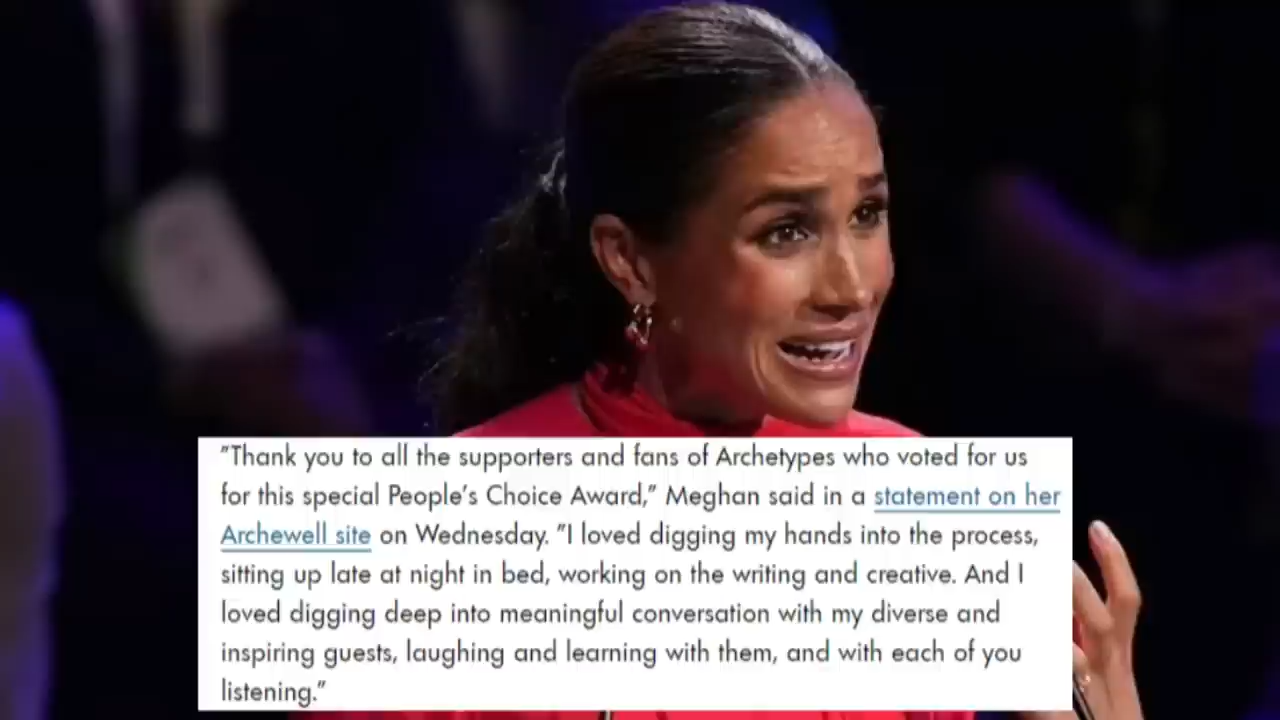 "Thank you to all the supporters and fans of Archetypes who voted for us
for this special People's Choice Award," Meghan said in a statement on her
Archewell site on Wednesday. "I loved digging my hands into the process,
sitting up late at night in bed, working on the writing and creative. And I
loved digging deep into meaningful conversation with my diverse and
inspiring guests, laughing and learning with them, and with each of you
listening."